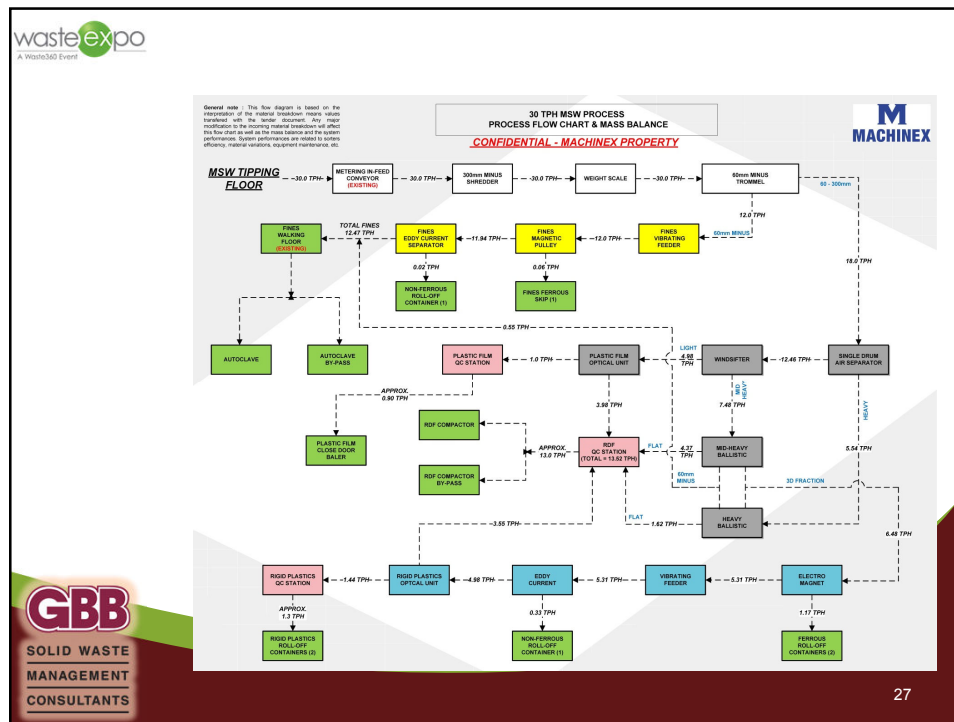 wasteexpo
A Waste360 Event
General note : This flow diagram is based on the
interpretation of the material breakdown means values
transfered with the tender document. Any major
modification to the incoming material breakdown will affect
this flow chart as well as the mass balance and the system
performances. System performances are related to sorters
efficiency, material variations, equipment maintenance, etc.
30 TPH MSW PROCESS
PROCESS FLOW CHART & MASS BALANCE
CONFIDENTIAL - MACHINEX PROPERTY
M
MACHINEX
MSW TIPPING
FLOOR
30.0 TPH
METERING IN-FEED
CONVEYOR
(EXISTING)
30.0 TPH
300mm MINUS
SHREDDER
30.0 TPH
WEIGHT SCALE
30.0 TPH
60mm MINUS
TROMMEL
60 - 300mm
12.0 TPH
18.0 TPH
FINES
WALKING
FLOOR
(EXISTING)
TOTAL FINES
12.47 TPH
FINES
EDDY CURRENT
SEPARATOR
11.94 TPH
FINES
MAGNETIC
PULLEY
12.0 TPH
FINES
VIBRATING
FEEDER
60mm MINUS
0.02 TPH
0.06 TPH
NON-FERROUS
ROLL-OFF
CONTAINER (1)
FINES FERROUS
SKIP (1)
0.55 TPH
AUTOCLAVE
AUTOCLAVE
BY-PASS
PLASTIC FILM
QC STATION
1.0 TPH
PLASTIC FILM
OPTICAL UNIT
LIGHT
4.98
TPH
WINDSIFTER
12.46 TPH
SINGLE DRUM
AIR SEPARATOR
APPROX.
0.90 TPH
3.98 TPH
MID
HEAVY
7.48 TPH
HEAVY
5.54 TPH
PLASTIC FILM
CLOSE DOOR
BALER
RDF COMPACTOR
RDF COMPACTOR
BY-PASS
APPROX.
13.0 TPH
RDF
QC STATION
(TOTAL = 13.52 TPH)
FLAT
4.37
TPH
MID-HEAVY
BALLISTIC
60mm
MINUS
3D FRACTION
3.55 TPH
FLAT
1.62 TPH
HEAVY
BALLISTIC
6.48 TPH
RIGID PLASTICS
QC STATION
1.44 TPH
RIGID PLASTICS
OPTCAL UNIT
4.98 TPH
EDDY
CURRENT
5.31 TPH
VIBRATING
FEEDER
5.31 TPH
ELECTRO
MAGNET
APPROX.
1.3 TPH
0.33 TPH
1.17 TPH
RIGID PLASTICS
ROLL-OFF
CONTAINERS (2)
NON-FERROUS
ROLL-OFF
CONTAINER (1)
FERROUS
ROLL-OFF
CONTAINERS (2)
GBB
SOLID WASTE
MANAGEMENT
CONSULTANTS
27